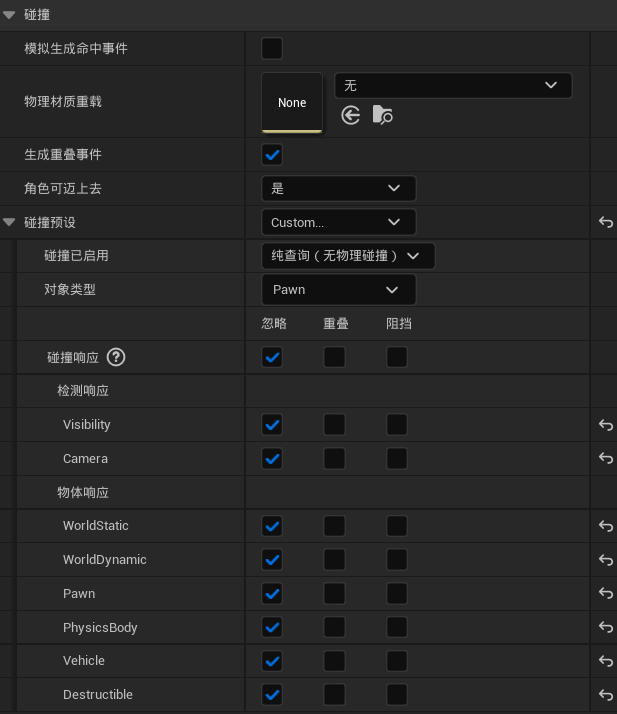 碰撞
模拟生成命中事件
物理材质重载
None
无
生成重叠事件
角色可迈上去
是
碰撞预设
Custom...
碰撞已启用
纯查询（无物理碰撞）
对象类型
Pawn
忽略 重叠 阻挡
碰撞响应 ?
检测响应
Visibility
Camera
物体响应
WorldStatic
WorldDynamic
Pawn
PhysicsBody
Vehicle
Destructible